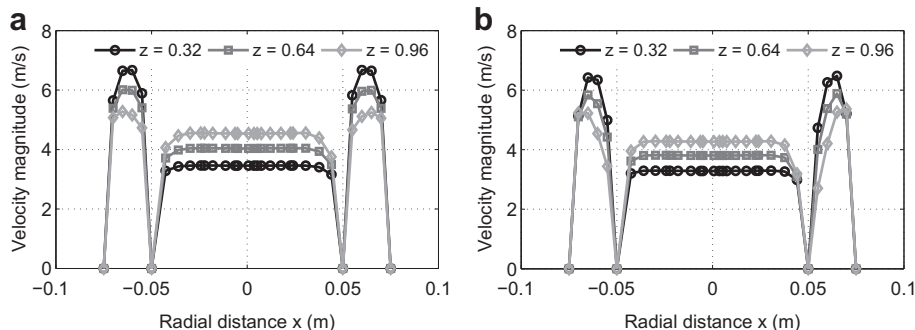 a
Velocity magnitude (m/s)
8
6
4
2
0
z = 0.32 z = 0.64 z = 0.96
−0.1 −0.05 0 0.05 0.1
Radial distance x (m)
b
Velocity magnitude (m/s)
8
6
4
2
0
z = 0.32 z = 0.64 z = 0.96
−0.1 −0.05 0 0.05 0.1
Radial distance x (m)